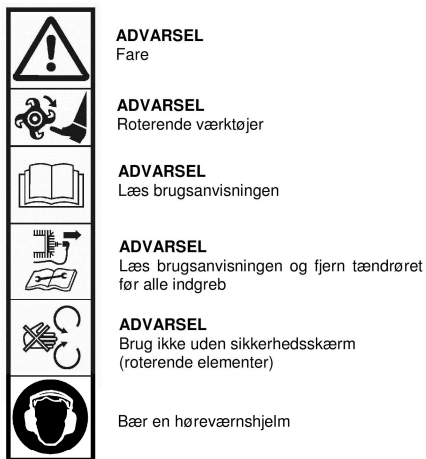 ADVARSEL
Fare
ADVARSEL
Roterende værktøjer
ADVARSEL
Læs brugsanvisningen
ADVARSEL
Læs brugsanvisningen og fjern tændrøret
før alle indgreb
ADVARSEL
Brug ikke uden sikkerhedsskærm
(roterende elementer)
Bær en høreværnshjelm